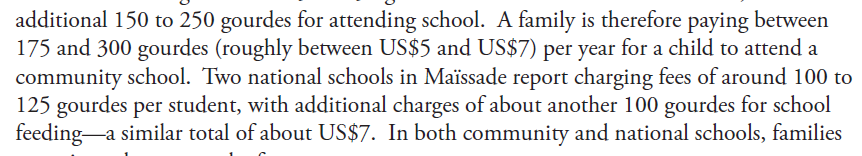 additional 150 to 250 gourdes for attending school.  A family is therefore paying between
175 and 300 gourdes (roughly between US$5 and US$7) per year for a child to attend a
community school.  Two national schools in Maïssade report charging fees of around 100 to
125 gourdes per student, with additional charges of about another 100 gourdes for school
feeding—a similar total of about US$7.  In both community and national schools, families